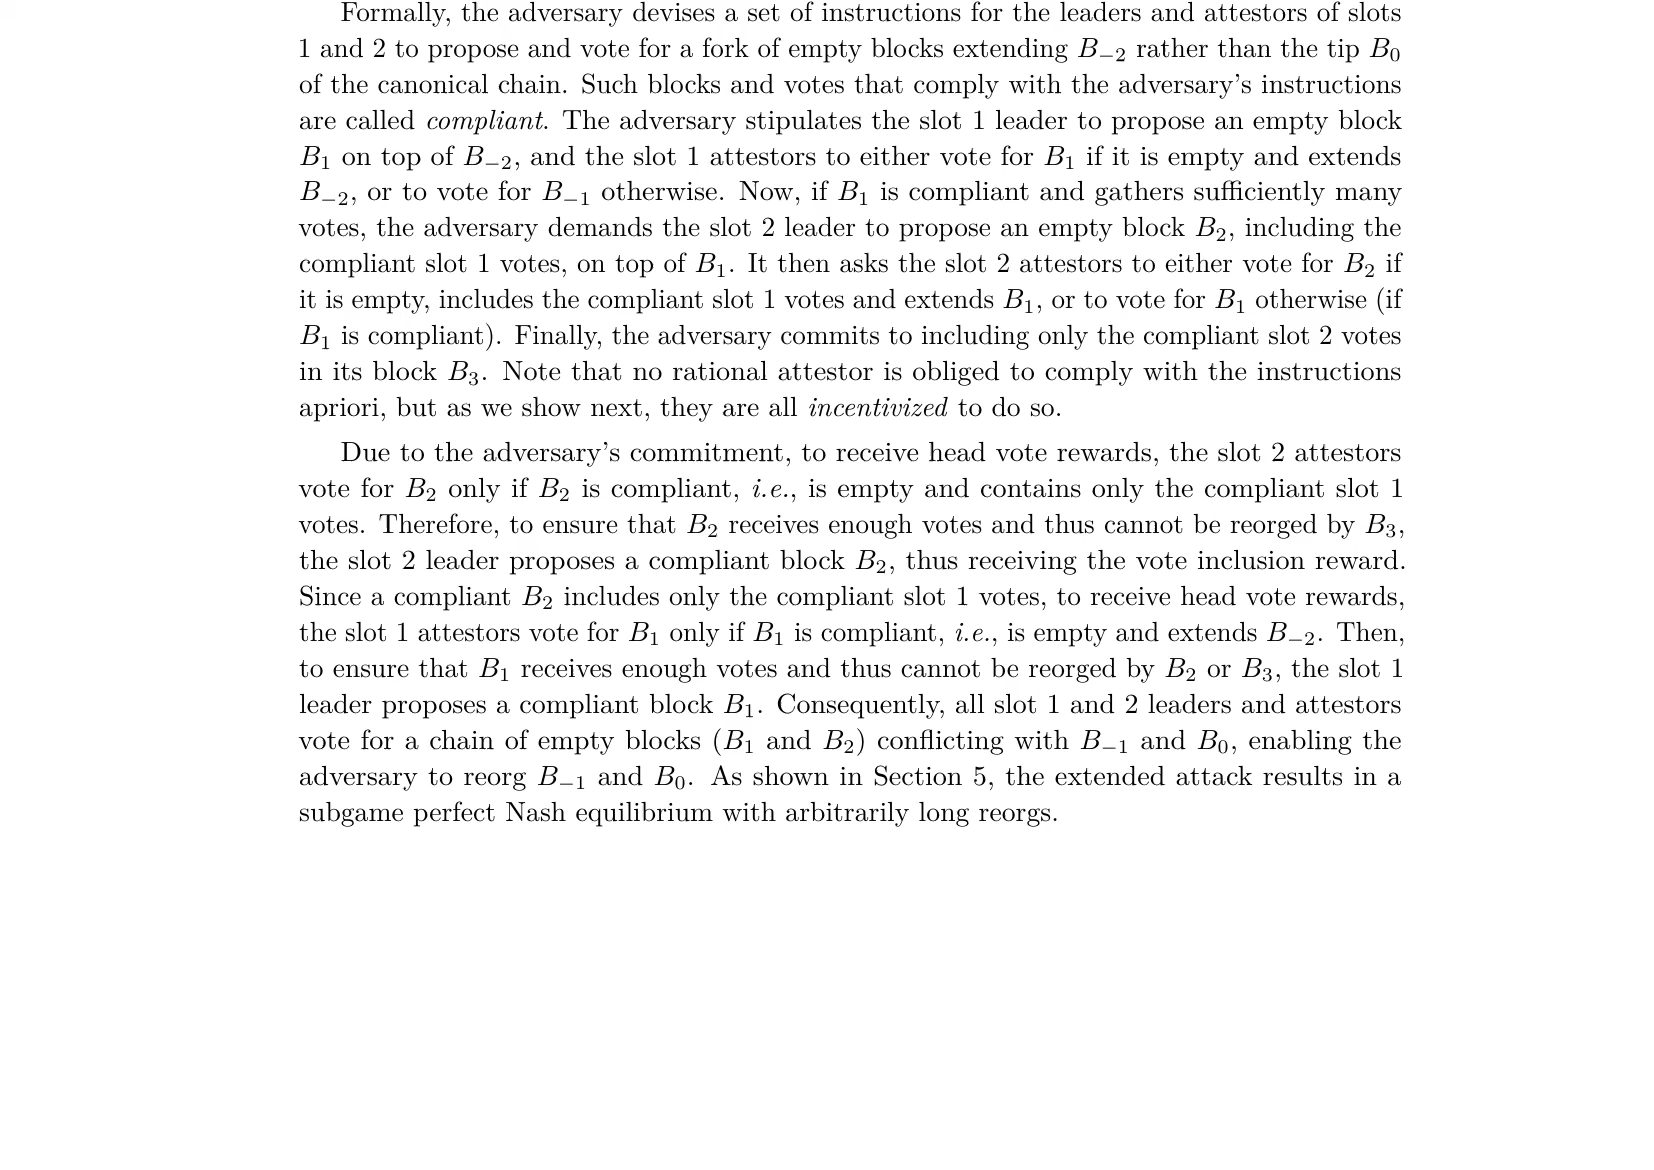 Formally, the adversary devises a set of instructions for the leaders and attestors of slots
1 and 2 to propose and vote for a fork of empty blocks extending B₋₂ rather than the tip B₀
of the canonical chain. Such blocks and votes that comply with the adversary's instructions
are called compliant. The adversary stipulates the slot 1 leader to propose an empty block
B₁ on top of B₋₂, and the slot 1 attestors to either vote for B₁ if it is empty and extends
B₋₂, or to vote for B₋₁ otherwise. Now, if B₁ is compliant and gathers sufficiently many
votes, the adversary demands the slot 2 leader to propose an empty block B₂, including the
compliant slot 1 votes, on top of B₁. It then asks the slot 2 attestors to either vote for B₂ if
it is empty, includes the compliant slot 1 votes and extends B₁, or to vote for B₁ otherwise (if
B₁ is compliant). Finally, the adversary commits to including only the compliant slot 2 votes
in its block B₃. Note that no rational attestor is obliged to comply with the instructions
apriori, but as we show next, they are all incentivized to do so.
Due to the adversary's commitment, to receive head vote rewards, the slot 2 attestors
vote for B₂ only if B₂ is compliant, i.e., is empty and contains only the compliant slot 1
votes. Therefore, to ensure that B₂ receives enough votes and thus cannot be reorged by B₃,
the slot 2 leader proposes a compliant block B₂, thus receiving the vote inclusion reward.
Since a compliant B₂ includes only the compliant slot 1 votes, to receive head vote rewards,
the slot 1 attestors vote for B₁ only if B₁ is compliant, i.e., is empty and extends B₋₂. Then,
to ensure that B₁ receives enough votes and thus cannot be reorged by B₂ or B₃, the slot 1
leader proposes a compliant block B₁. Consequently, all slot 1 and 2 leaders and attestors
vote for a chain of empty blocks (B₁ and B₂) conflicting with B₋₁ and B₀, enabling the
adversary to reorg B₋₁ and B₀. As shown in Section 5, the extended attack results in a
subgame perfect Nash equilibrium with arbitrarily long reorgs.